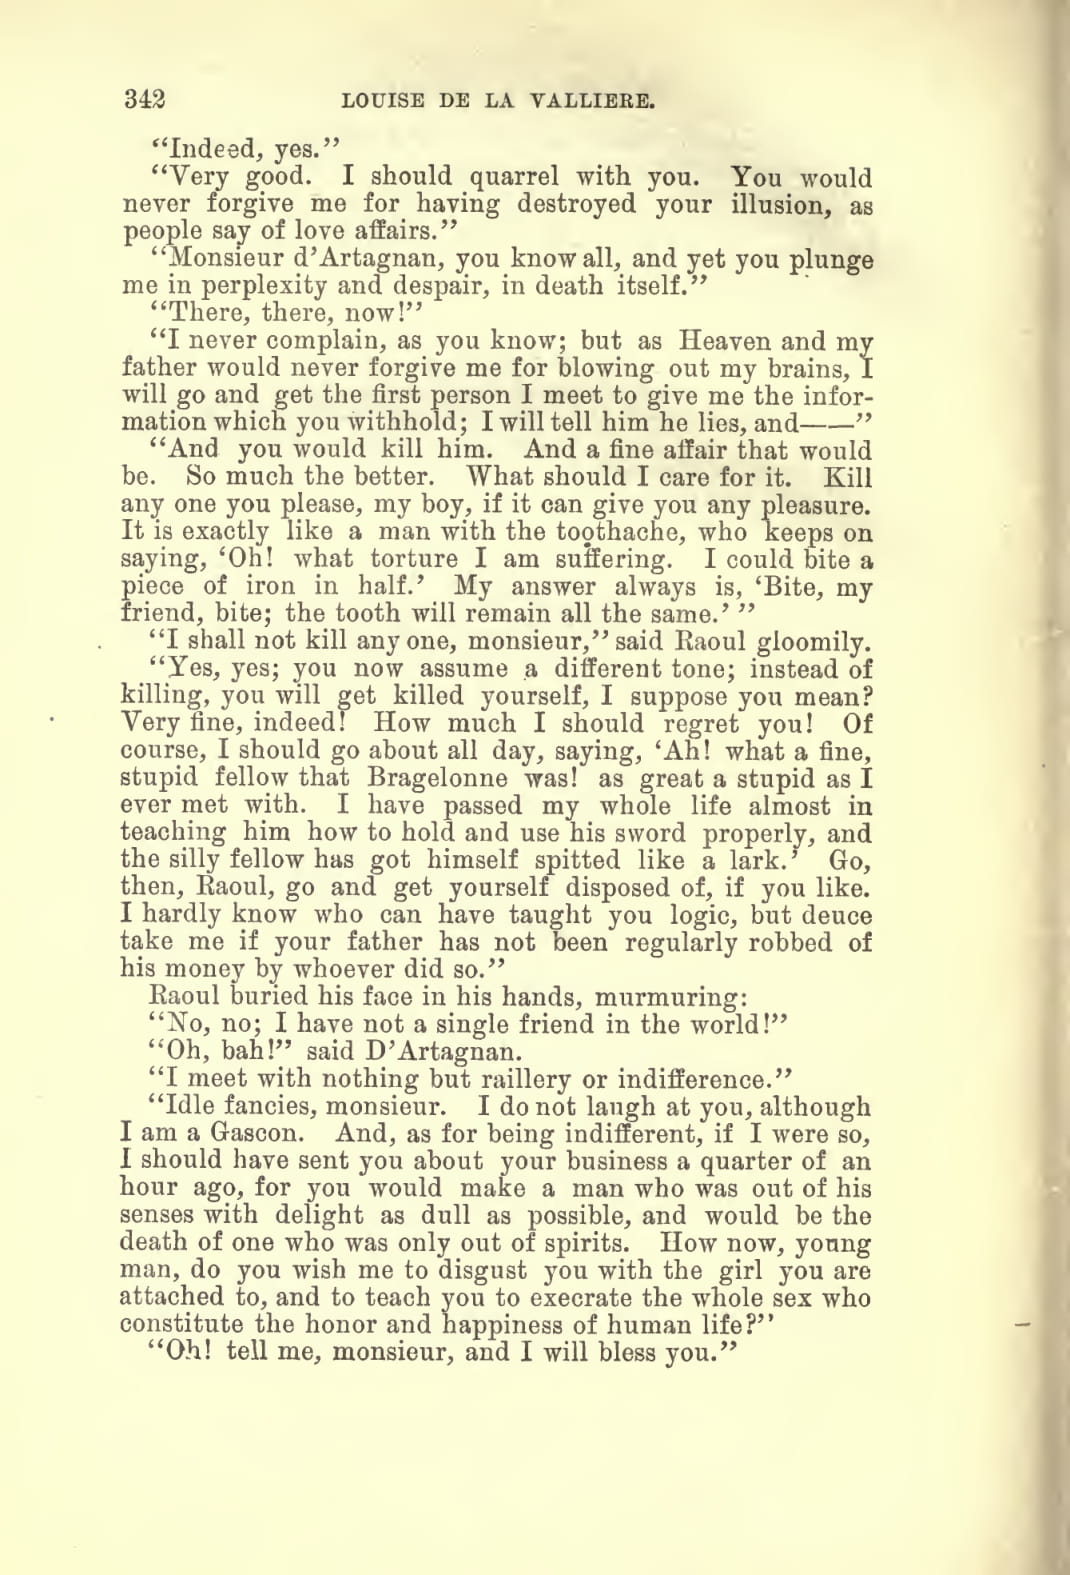 342 LOUISE DE LA VALLIERE.
“Indeed, yes.”
“Very good. I should quarrel with you. You would
never forgive me for having destroyed your illusion, as
people say of love affairs.”
“Monsieur d’Artagnan, you know all, and yet you plunge
me in perplexity and despair, in death itself.”
“There, there, now!”
“I never complain, as you know; but as Heaven and my
father would never forgive me for blowing out my brains, I
will go and get the first person I meet to give me the infor-
mation which you withhold; I will tell him he lies, and——”
“And you would kill him. And a fine affair that would
be. So much the better. What should I care for it. Kill
any one you please, my boy, if it can give you any pleasure.
It is exactly like a man with the toothache, who keeps on
saying, ‘Oh! what torture I am suffering. I could bite a
piece of iron in half.’ My answer always is, ‘Bite, my
friend, bite; the tooth will remain all the same.’ ”
“I shall not kill any one, monsieur,” said Raoul gloomily.
“Yes, yes; you now assume a different tone; instead of
killing, you will get killed yourself, I suppose you mean?
Very fine, indeed! How much I should regret you! Of
course, I should go about all day, saying, ‘Ah! what a fine,
stupid fellow that Bragelonne was! as great a stupid as I
ever met with. I have passed my whole life almost in
teaching him how to hold and use his sword properly, and
the silly fellow has got himself spitted like a lark.’ Go,
then, Raoul, go and get yourself disposed of, if you like.
I hardly know who can have taught you logic, but deuce
take me if your father has not been regularly robbed of
his money by whoever did so.”
Raoul buried his face in his hands, murmuring:
“No, no; I have not a single friend in the world!”
“Oh, bah!” said D’Artagnan.
“I meet with nothing but raillery or indifference.”
“Idle fancies, monsieur. I do not laugh at you, although
I am a Gascon. And, as for being indifferent, if I were so,
I should have sent you about your business a quarter of an
hour ago, for you would make a man who was out of his
senses with delight as dull as possible, and would be the
death of one who was only out of spirits. How now, young
man, do you wish me to disgust you with the girl you are
attached to, and to teach you to execrate the whole sex who
constitute the honor and happiness of human life?”
“Oh! tell me, monsieur, and I will bless you.”